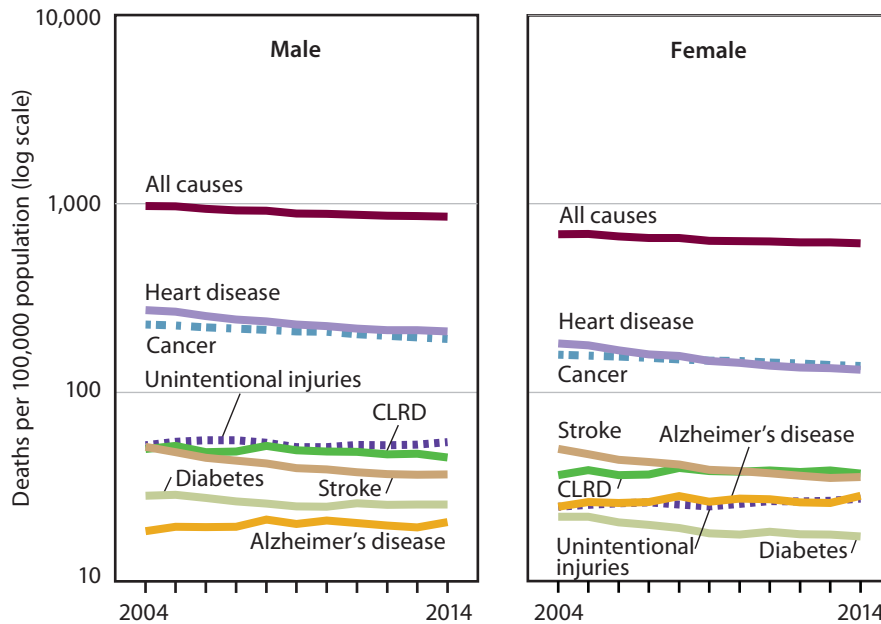 Deaths per 100,000 population (log scale)
10,000
1,000
100
10
Male
All causes
Heart disease
Cancer
Unintentional injuries
CLRD
Diabetes
Stroke
Alzheimer's disease
2004
2014
Female
All causes
Heart disease
Cancer
Stroke
Alzheimer's disease
CLRD
Unintentional
injuries
Diabetes
2004
2014